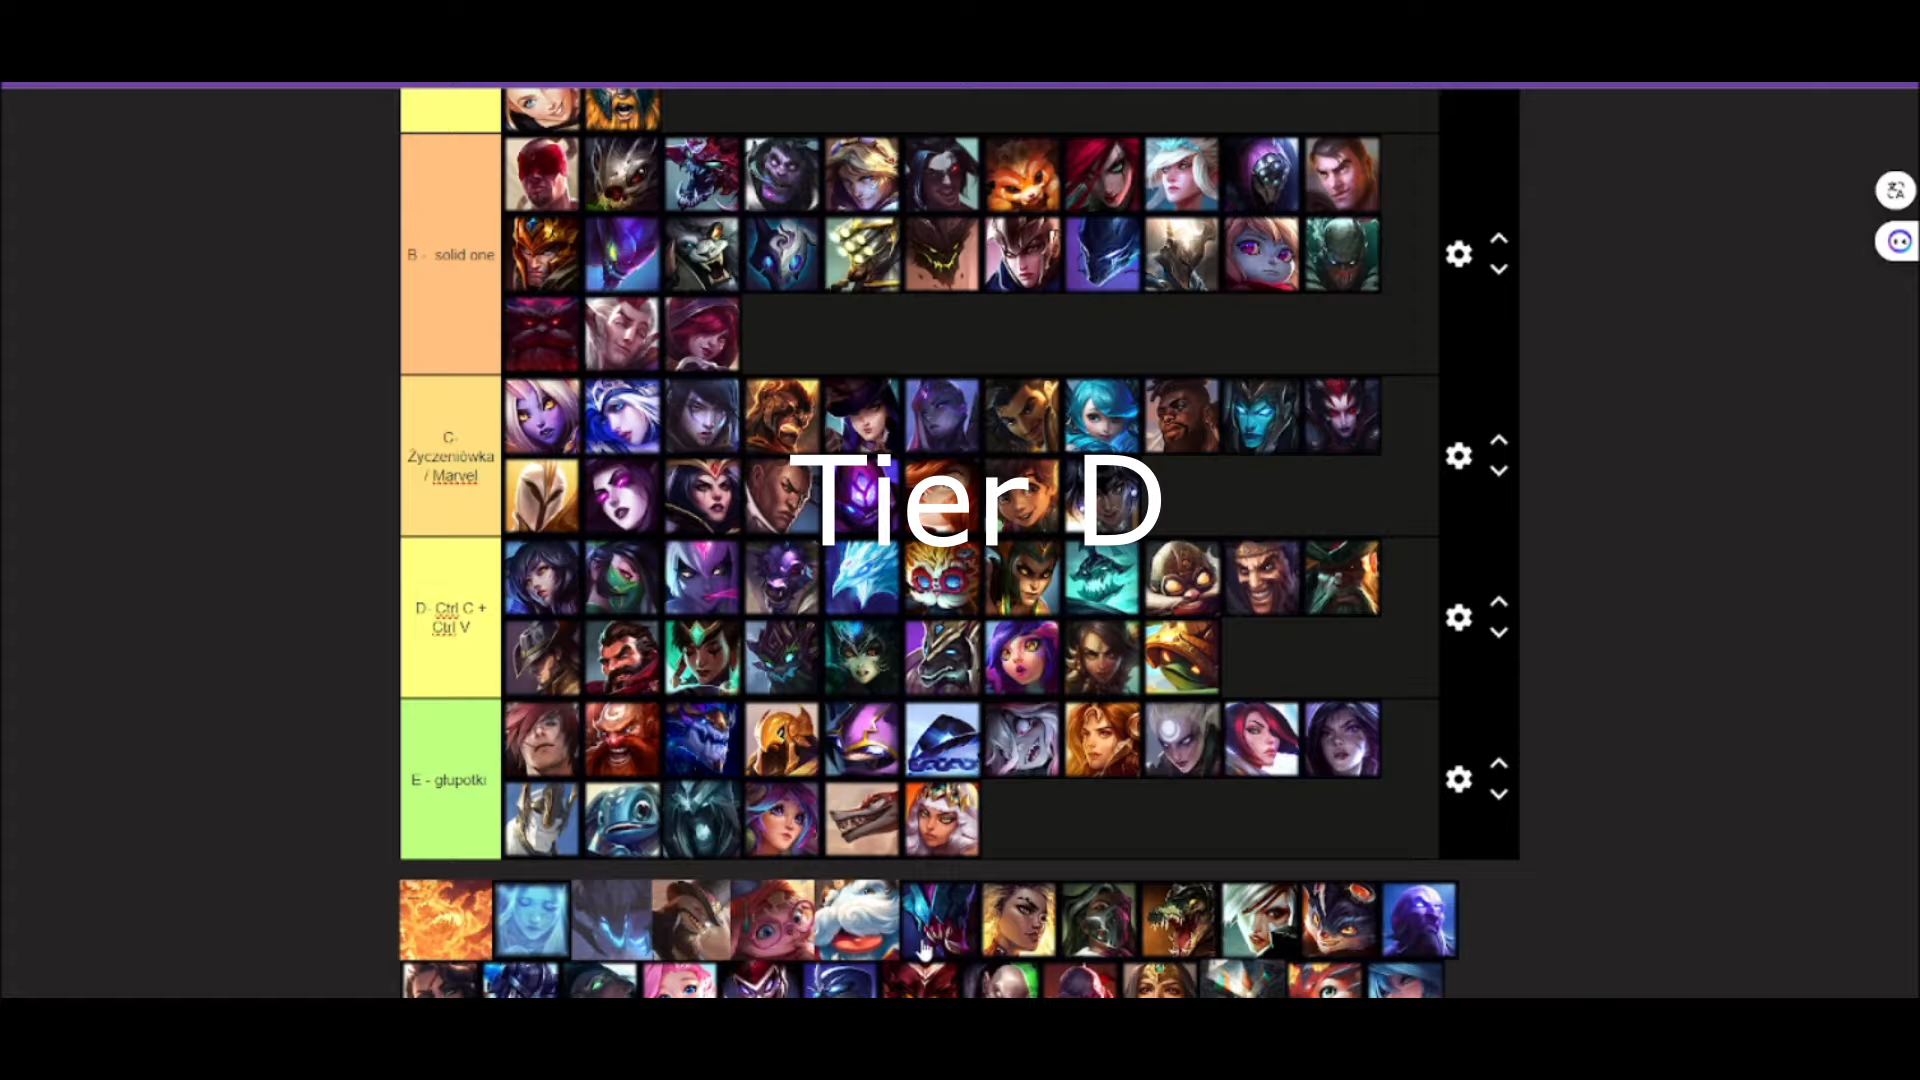 B - solid one
C-
Życzeniówka
/ Marvel
Tier D
D- Ctrl C +
Ctrl V
E - głupotki